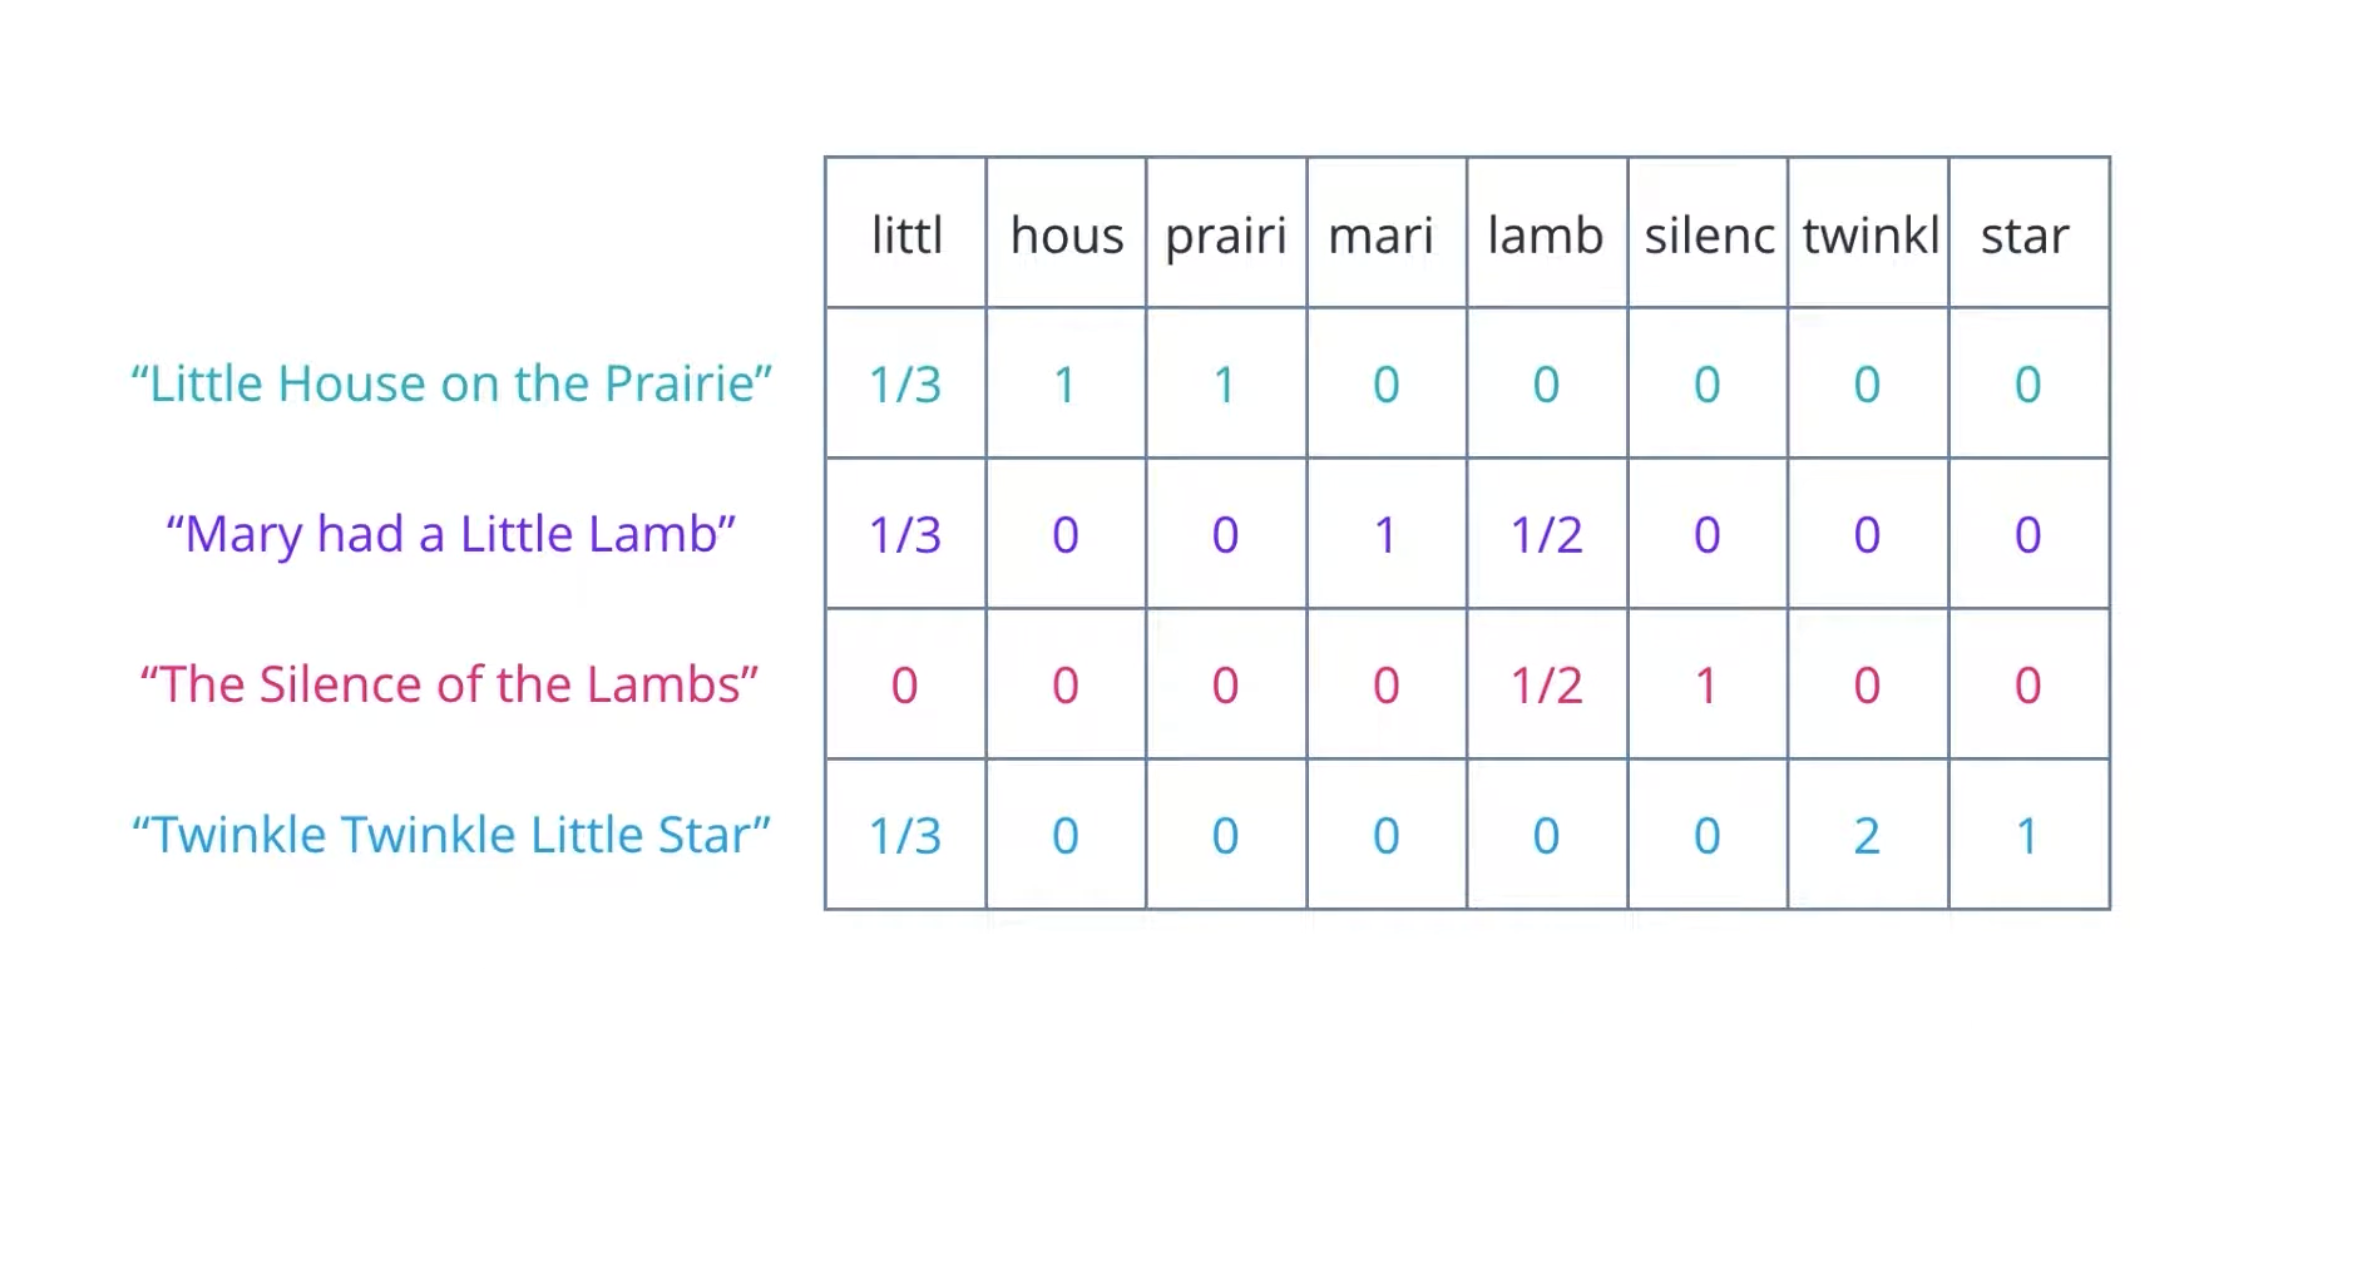 littl hous prairi mari lamb silenc twinkl star
“Little House on the Prairie” 1/3 1 1 0 0 0 0 0
“Mary had a Little Lamb” 1/3 0 0 1 1/2 0 0 0
“The Silence of the Lambs” 0 0 0 0 1/2 1 0 0
“Twinkle Twinkle Little Star” 1/3 0 0 0 0 0 2 1